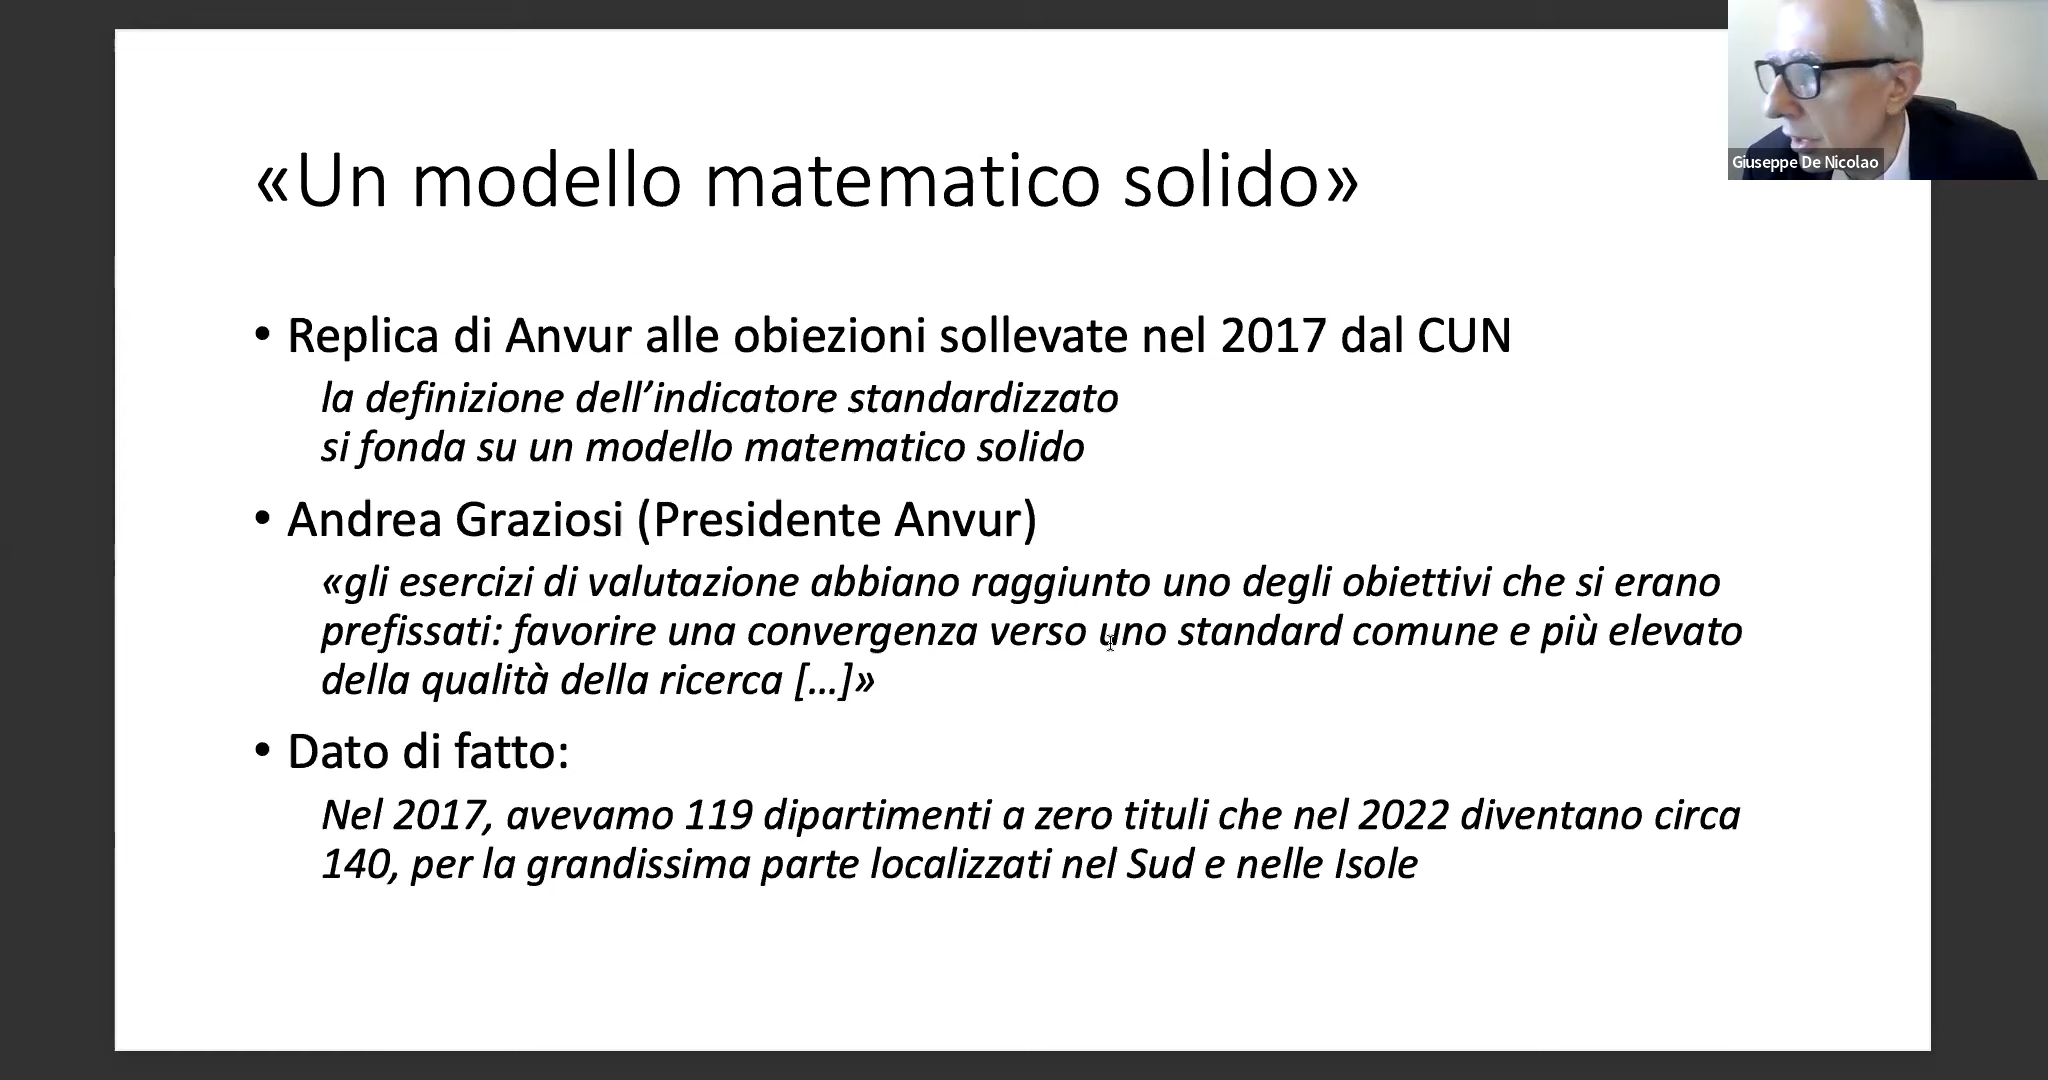 Giuseppe De Nicolao
«Un modello matematico solido»
• Replica di Anvur alle obiezioni sollevate nel 2017 dal CUN
la definizione dell’indicatore standardizzato
si fonda su un modello matematico solido
• Andrea Graziosi (Presidente Anvur)
«gli esercizi di valutazione abbiano raggiunto uno degli obiettivi che si erano
prefissati: favorire una convergenza verso uno standard comune e più elevato
della qualità della ricerca [...]»
• Dato di fatto:
Nel 2017, avevamo 119 dipartimenti a zero tituli che nel 2022 diventano circa
140, per la grandissima parte localizzati nel Sud e nelle Isole